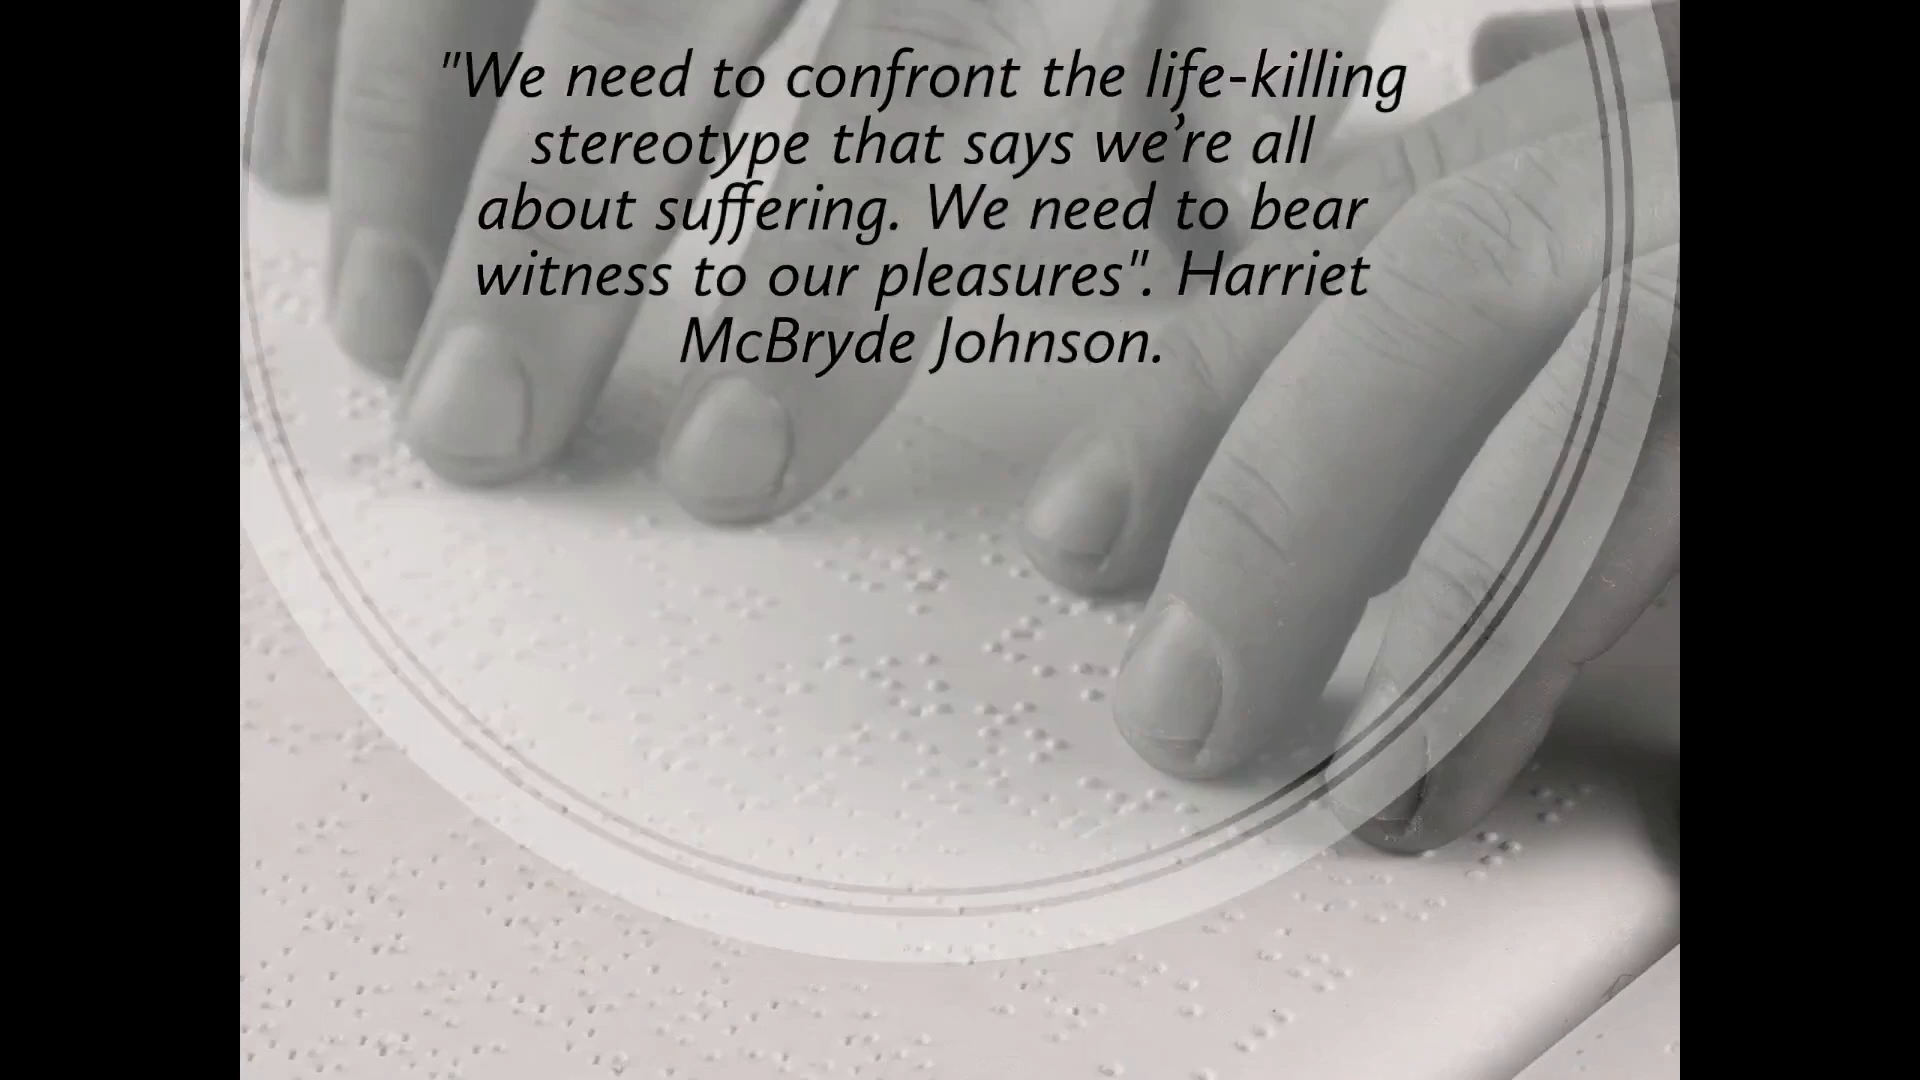 "We need to confront the life-killing
stereotype that says we’re all
about suffering. We need to bear
witness to our pleasures". Harriet
McBryde Johnson.